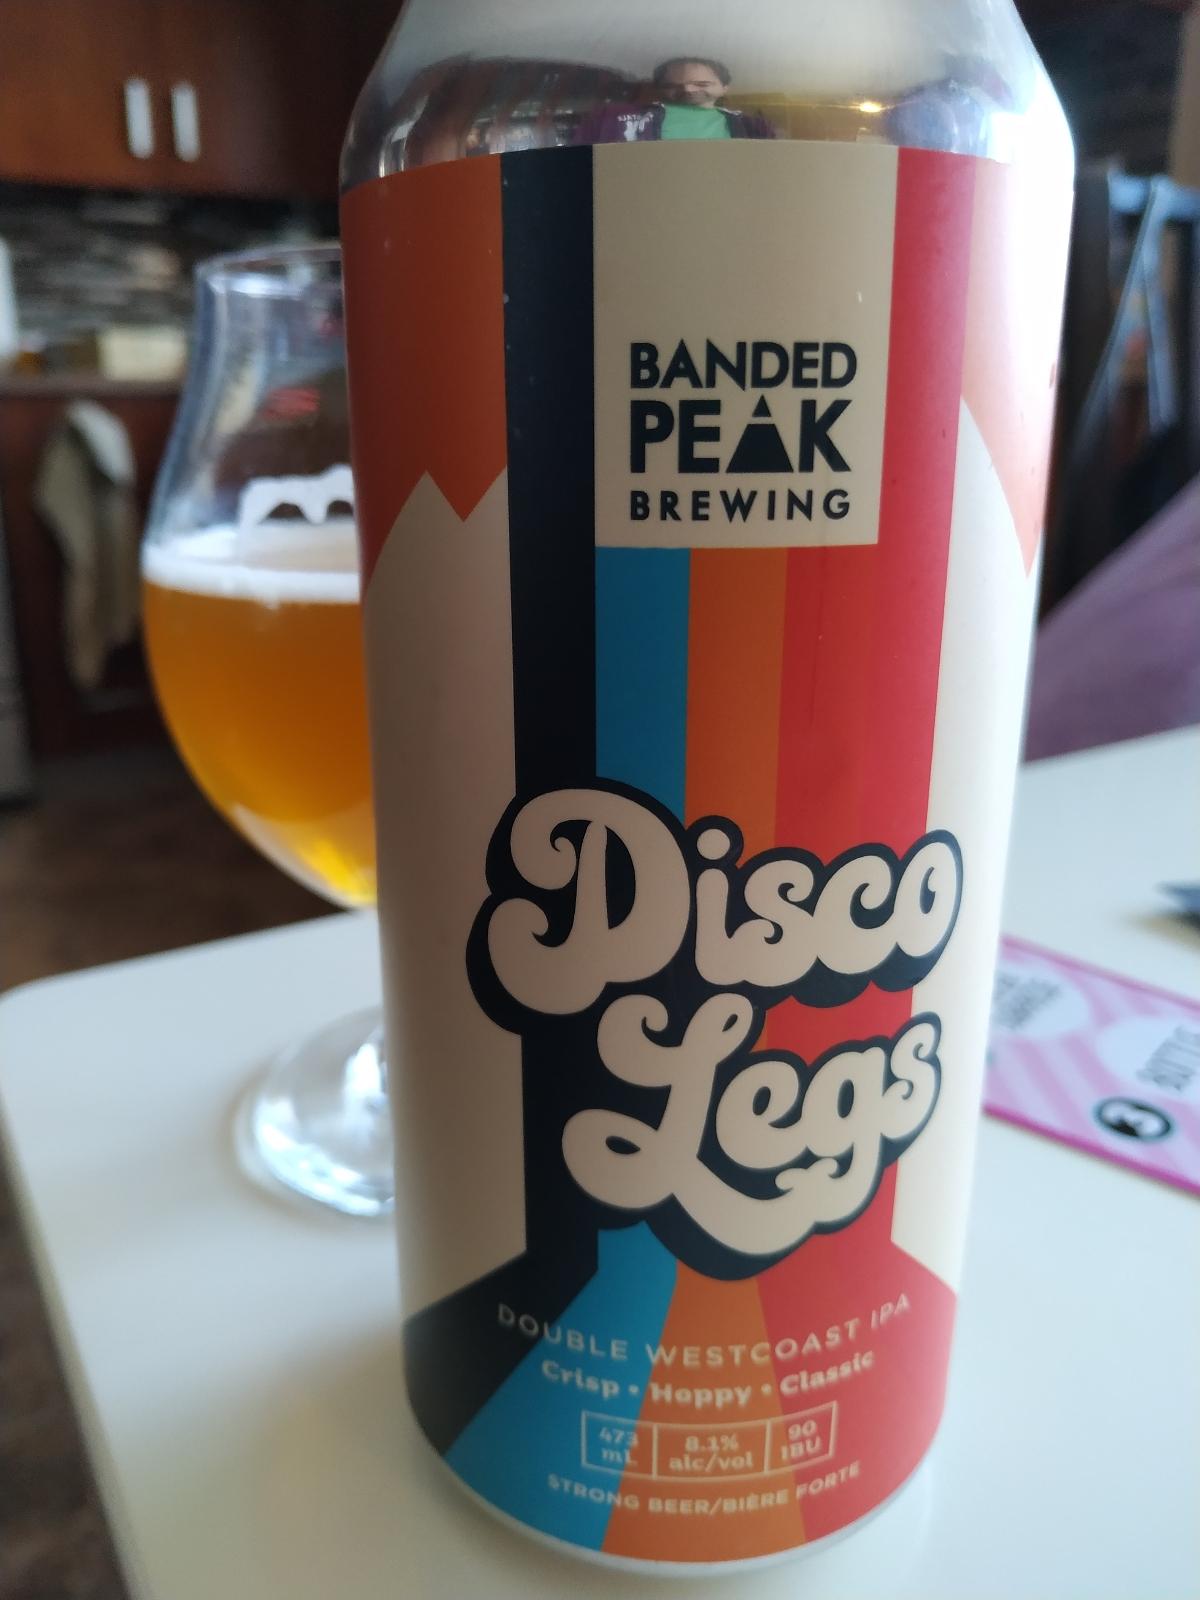 BANDED
PEAK
BREWING
Disco
Legs
DOUBLE WESTCOAST IPA
Crisp • Hoppy • Classic
473 mL
8.1% alc/vol
90 IBU
STRONG BEER/BIÈRE FORTE
3